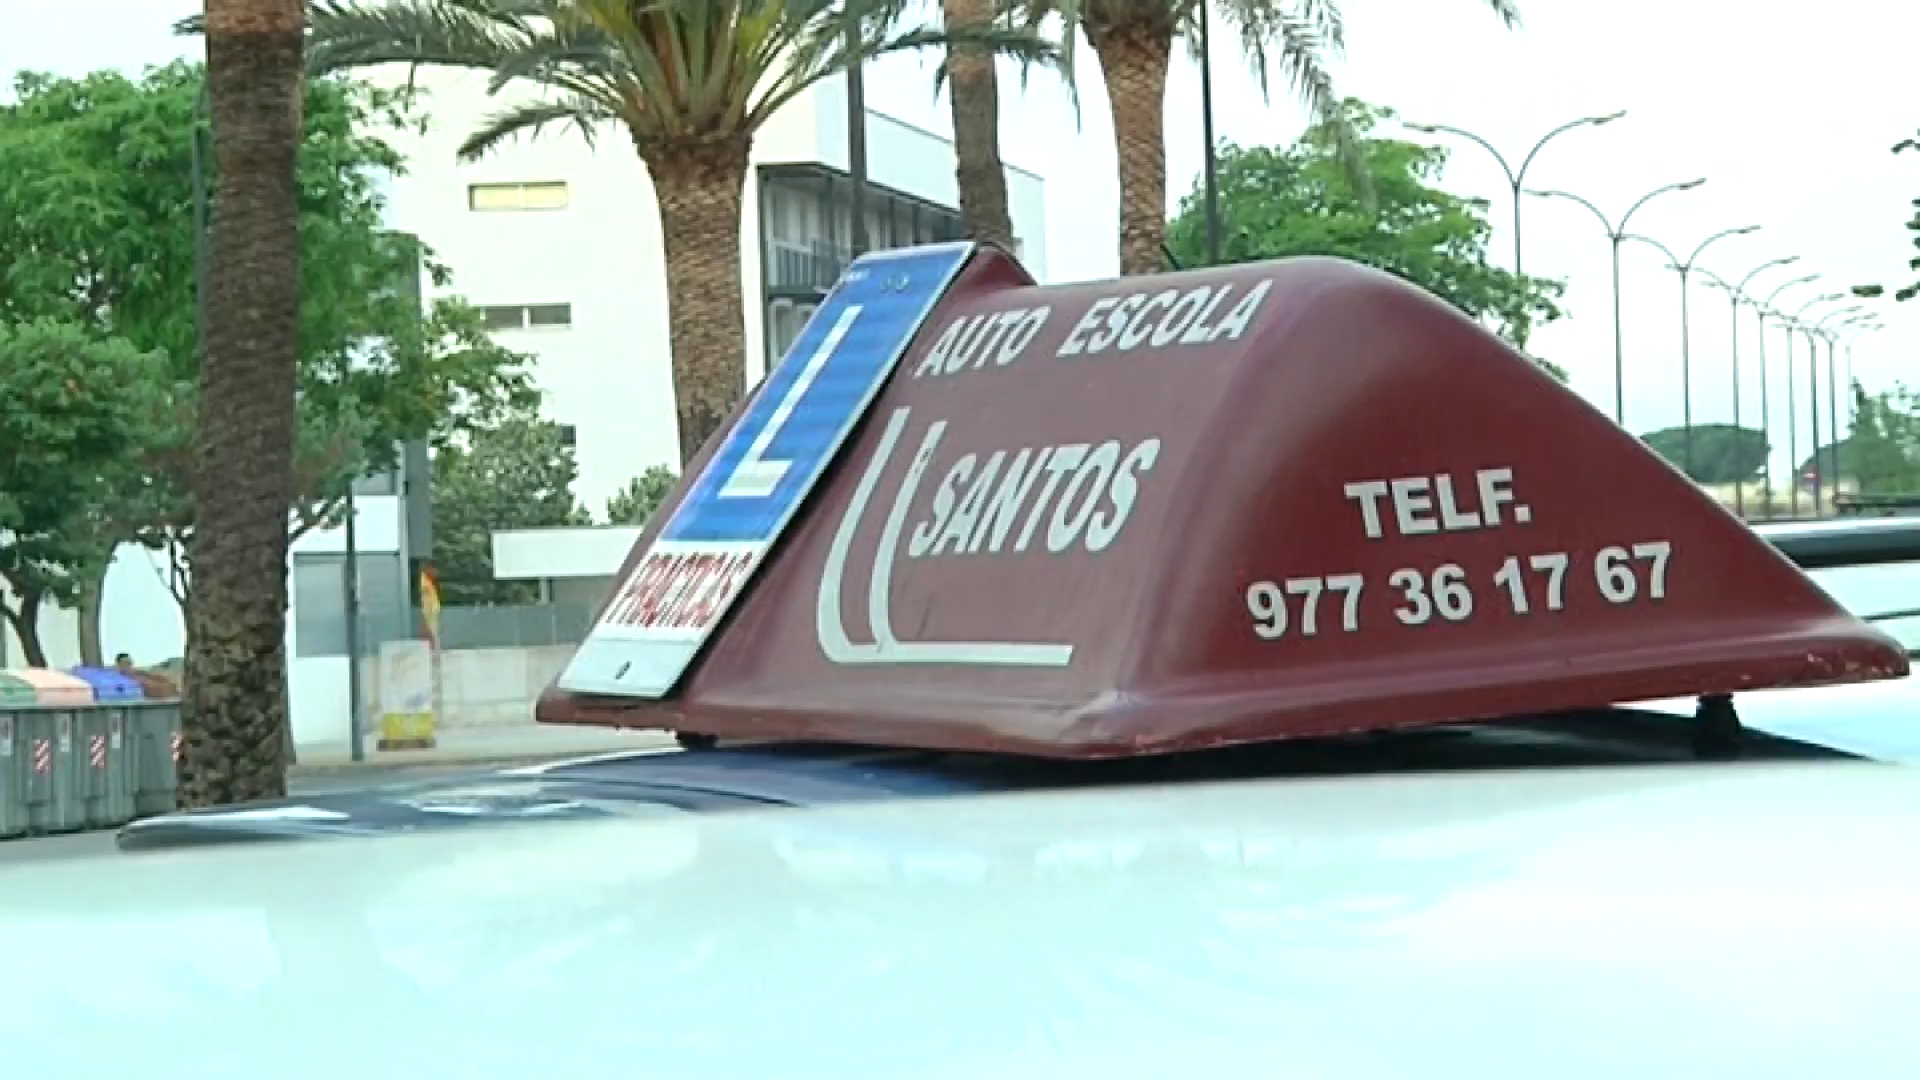 L
PRACTICAS
AUTO ESCOLA
SANTOS
TELF.
977 36 17 67